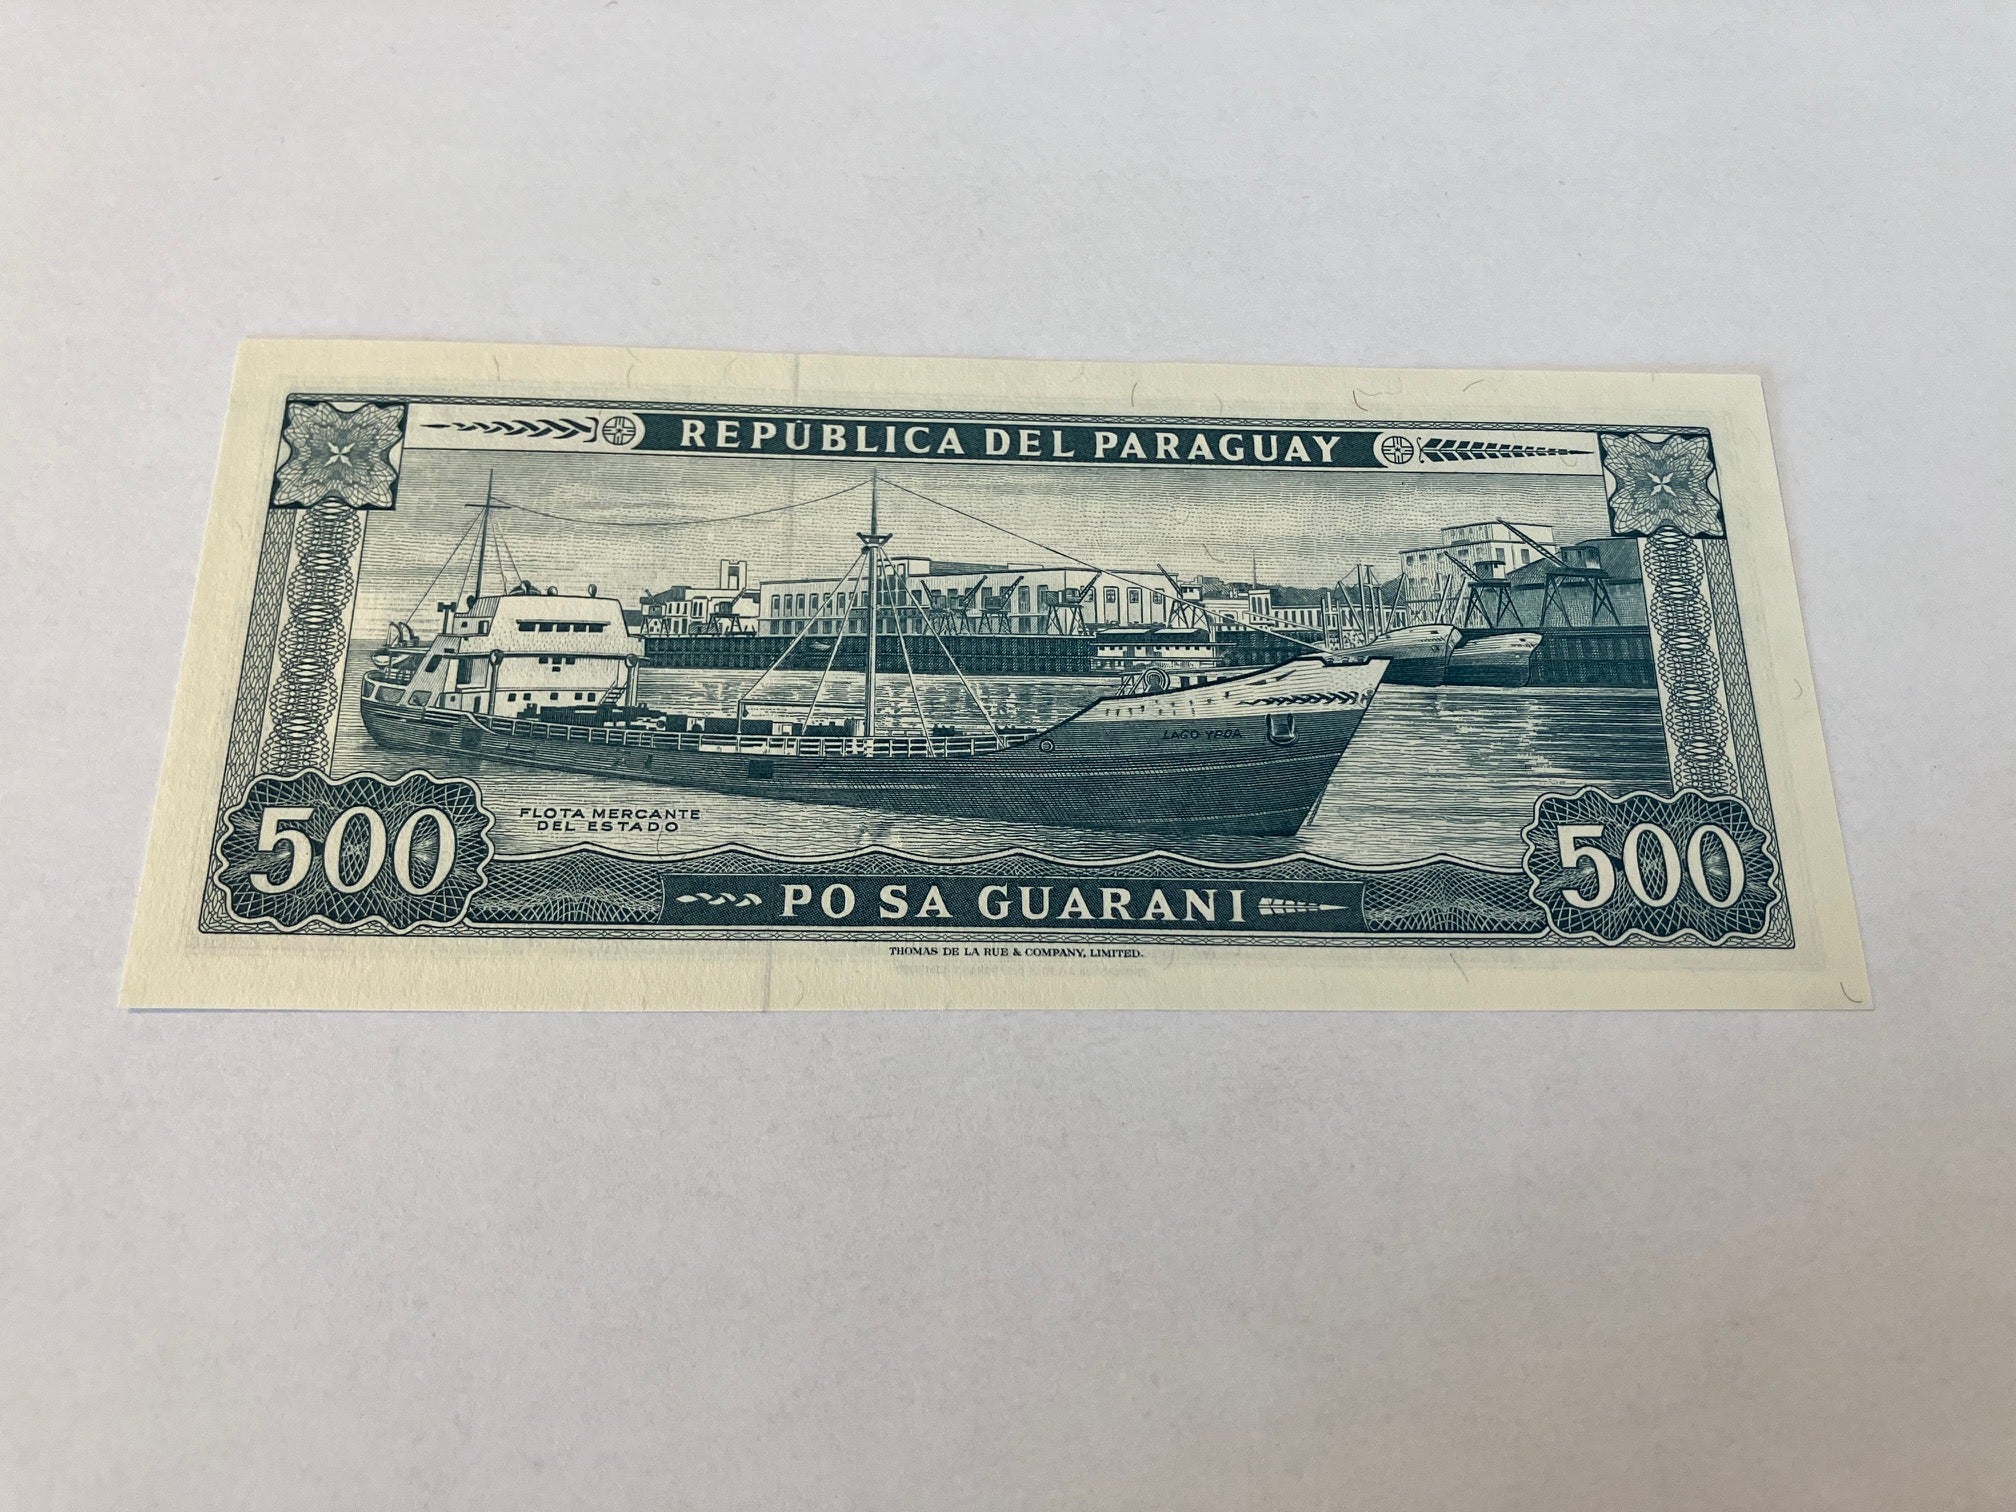 REPÚBLICA DEL PARAGUAY
LAGO YPOA
500
FLOTA MERCANTE
DEL ESTADO
500
PO SA GUARANI
THOMAS DE LA RUE & COMPANY, LIMITED.